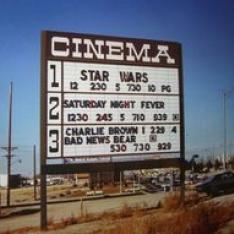 CINEMA
1 STAR WARS
12 230 5 730 10 PG
2 SATURDAY NIGHT FEVER
1230 245 5 710 939 R
3 CHARLIE BROWN 1 229 4
BAD NEWS BEAR
530 730 929